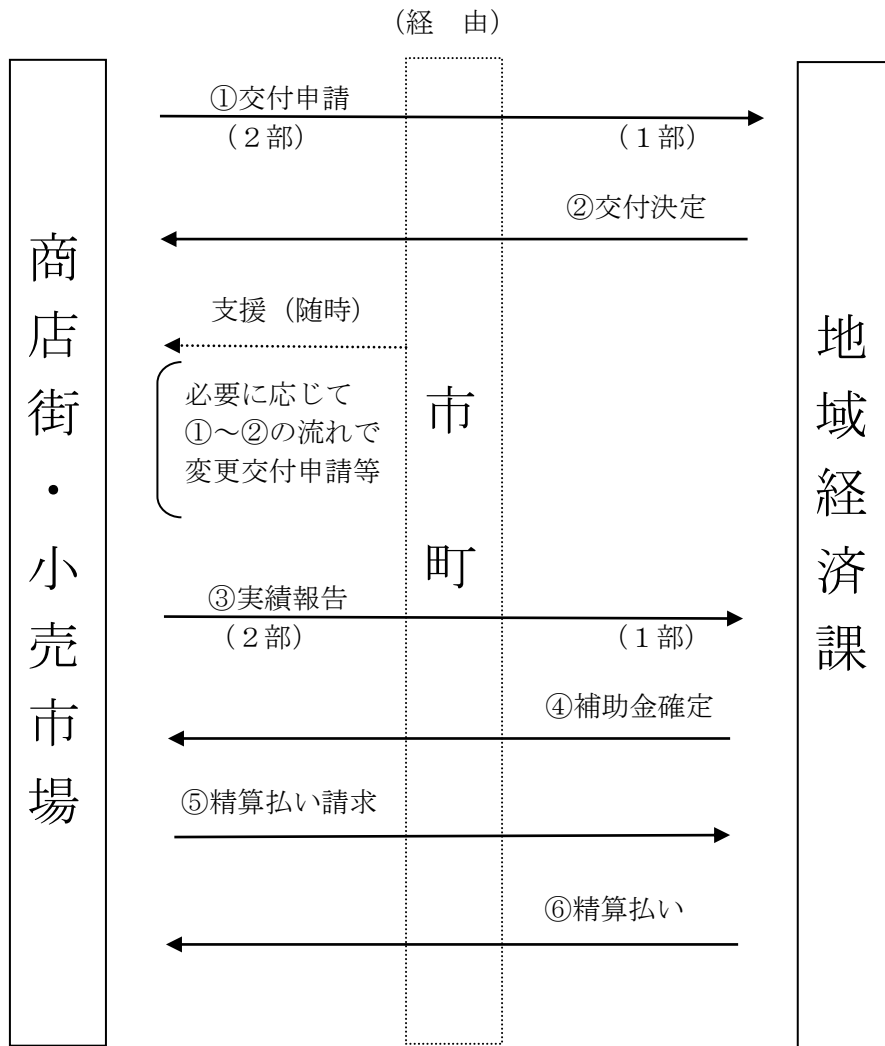 （経　由）
①交付申請
（２部）
（１部）
②交付決定
支援（随時）
必要に応じて
①～②の流れで
変更交付申請等
③実績報告
（２部）
（１部）
④補助金確定
⑤精算払い請求
⑥精算払い
商店街・小売市場
市町
地域経済課